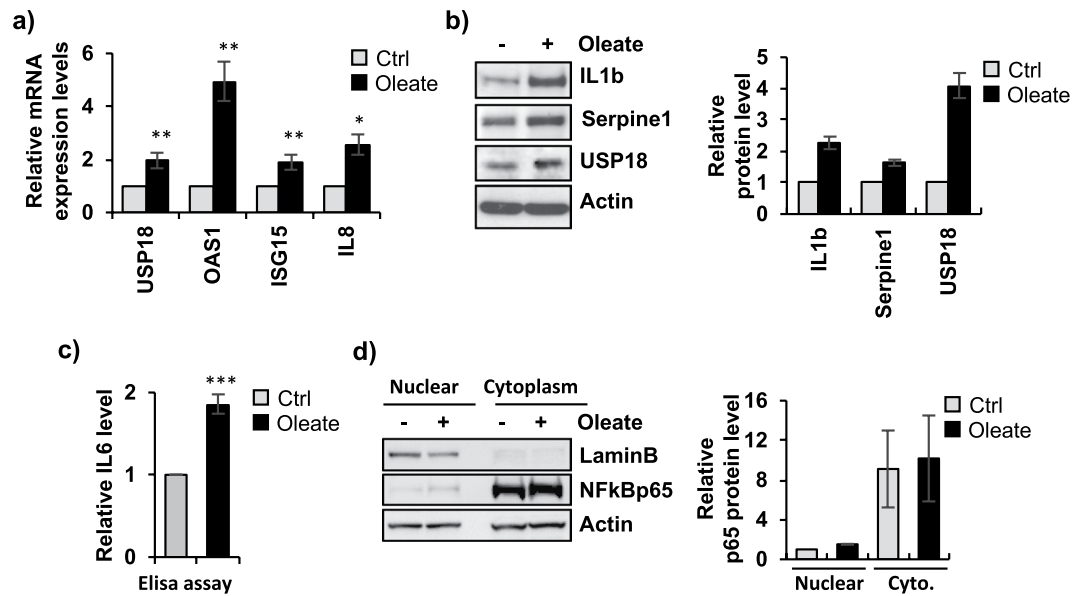 a)
Relative mRNA
expression levels
6
4
2
0
**
**
**
*
Ctrl
Oleate
USP18
OAS1
ISG15
IL8
b)
- + Oleate
IL1b
Serpine1
USP18
Actin
Relative
protein level
5
4
3
2
1
0
Ctrl
Oleate
IL1b
Serpine1
USP18
c)
Relative IL6 level
2
1
0
***
Ctrl
Oleate
Elisa assay
d)
Nuclear Cytoplasm
- + - + Oleate
LaminB
NFkBp65
Actin
Relative
p65 protein level
16
12
8
4
0
Ctrl
Oleate
Nuclear Cyto.